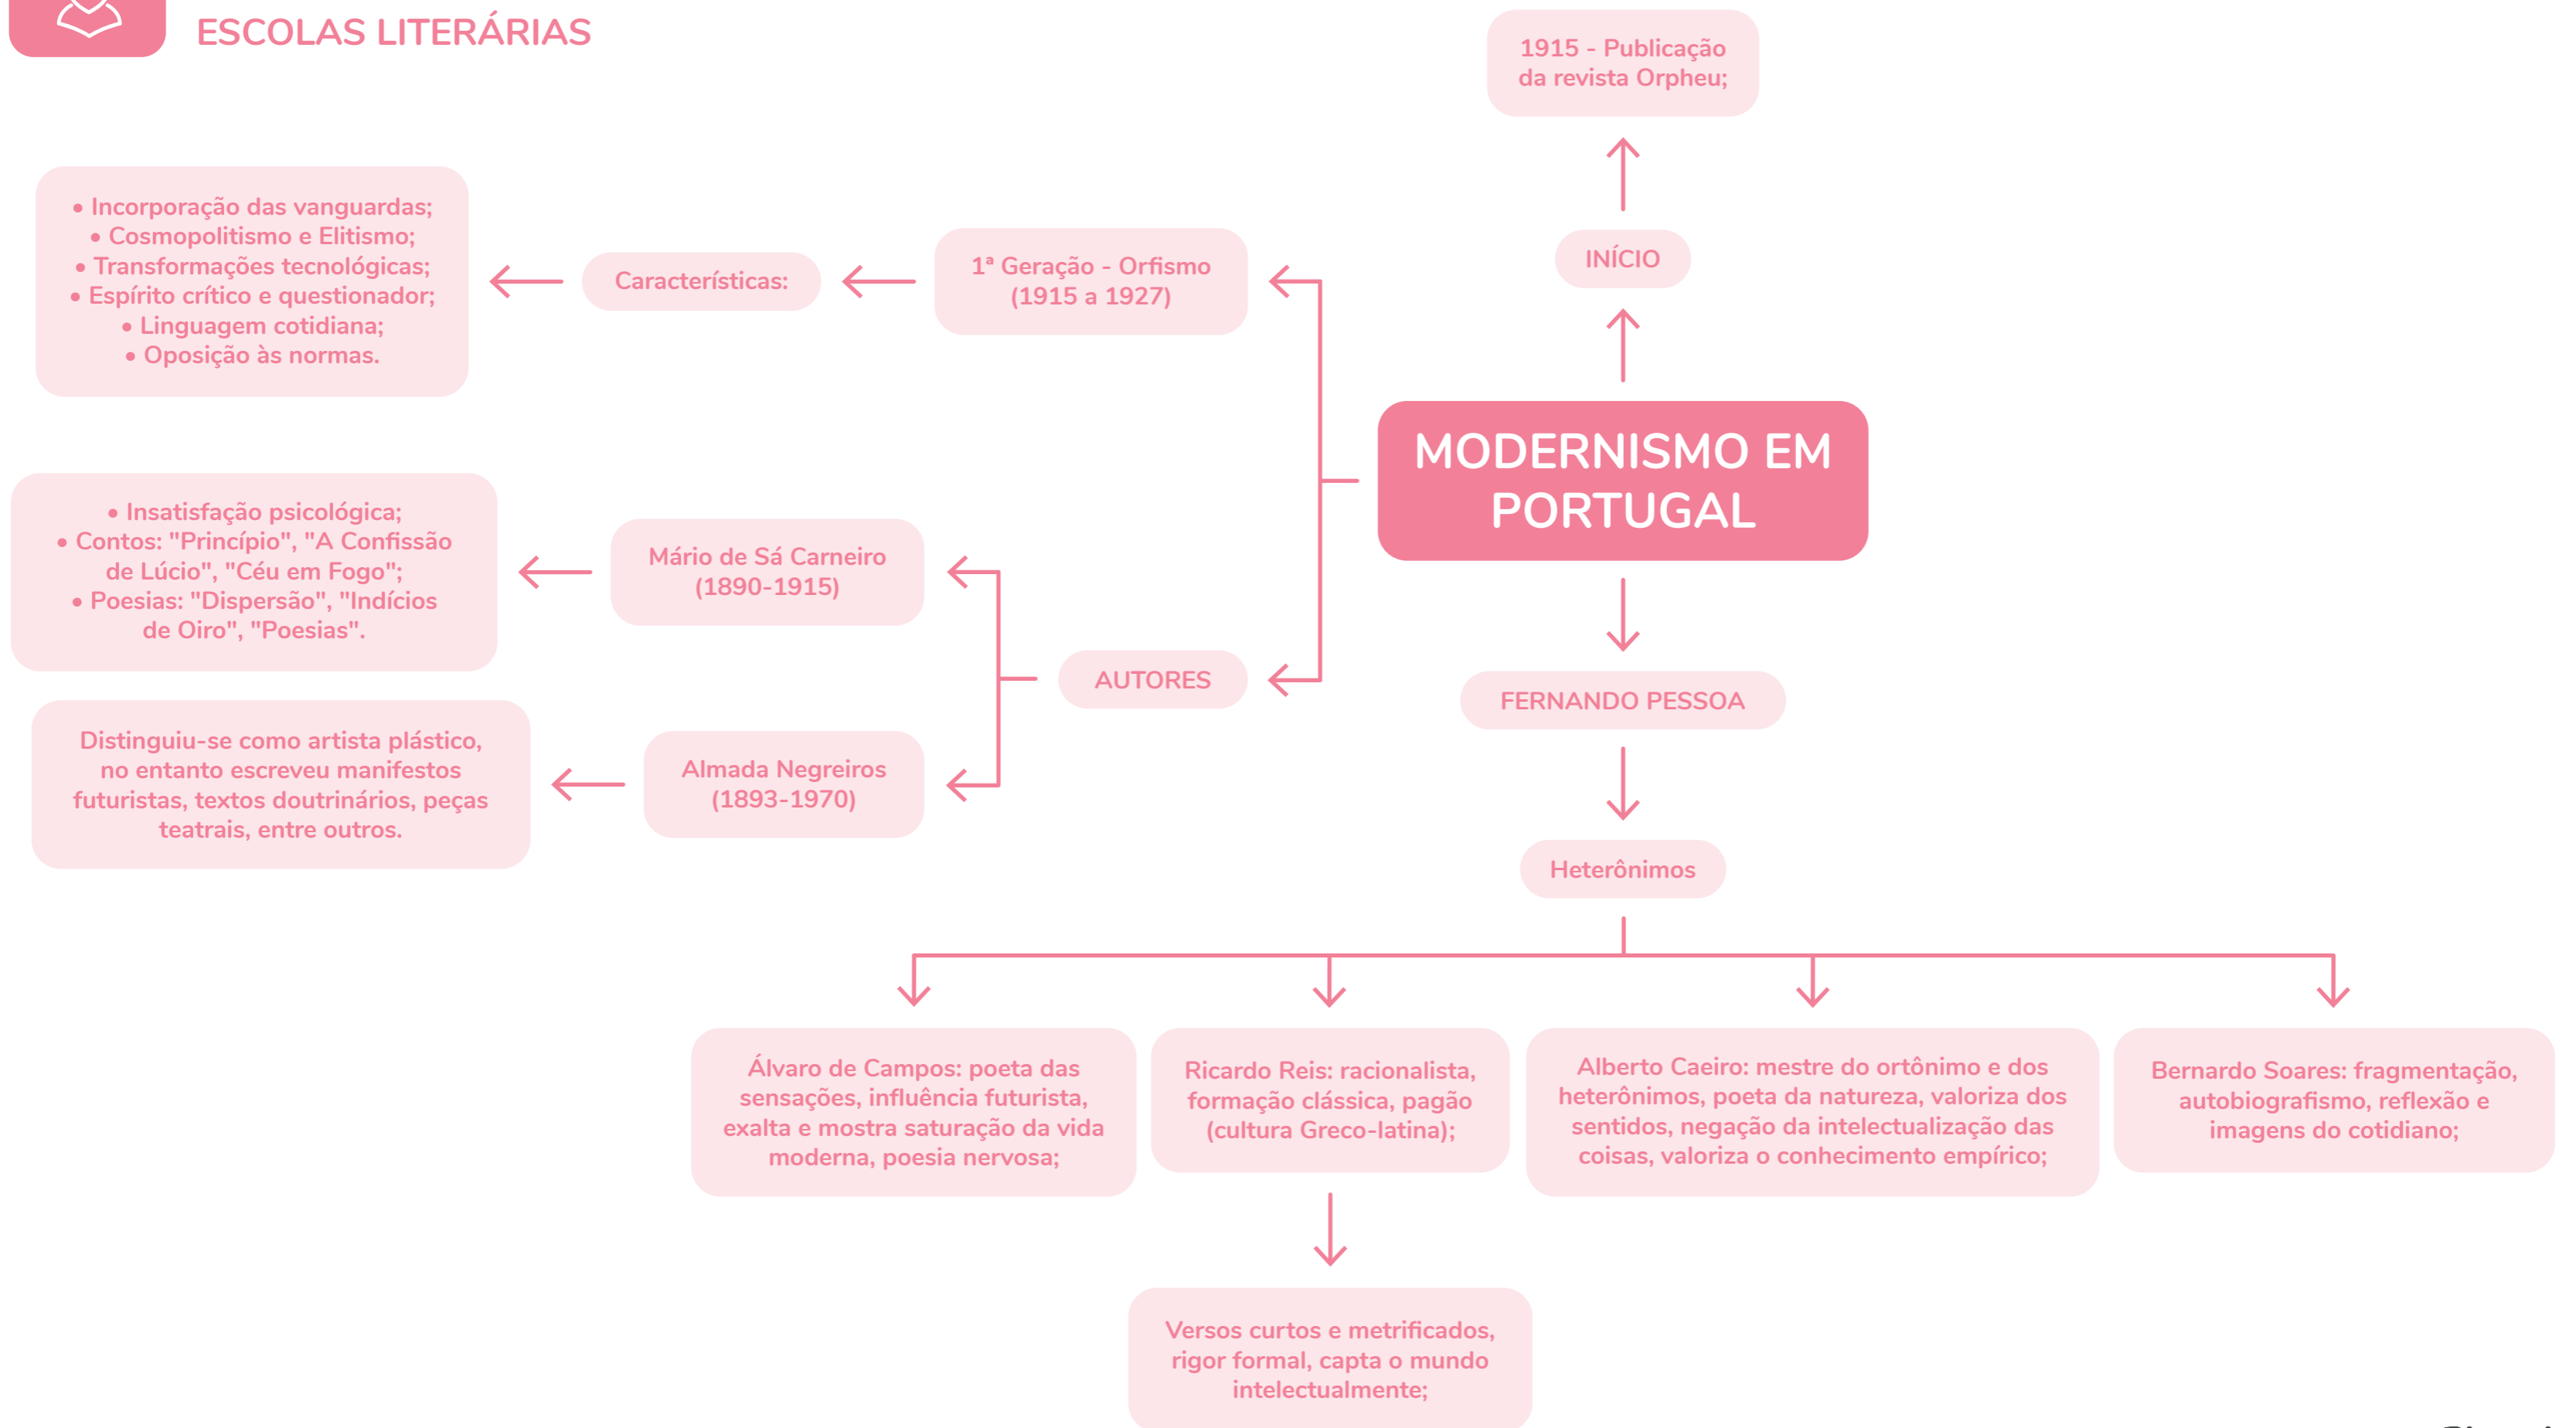 ESCOLAS LITERÁRIAS
1915 - Publicação
da revista Orpheu;
INÍCIO
MODERNISMO EM
PORTUGAL
1ª Geração - Orfismo
(1915 a 1927)
Características:
• Incorporação das vanguardas;
• Cosmopolitismo e Elitismo;
• Transformações tecnológicas;
• Espírito crítico e questionador;
• Linguagem cotidiana;
• Oposição às normas.
AUTORES
Mário de Sá Carneiro
(1890-1915)
• Insatisfação psicológica;
• Contos: "Princípio", "A Confissão
de Lúcio", "Céu em Fogo";
• Poesias: "Dispersão", "Indícios
de Oiro", "Poesias".
Almada Negreiros
(1893-1970)
Distinguiu-se como artista plástico,
no entanto escreveu manifestos
futuristas, textos doutrinários, peças
teatrais, entre outros.
FERNANDO PESSOA
Heterônimos
Álvaro de Campos: poeta das
sensações, influência futurista,
exalta e mostra saturação da vida
moderna, poesia nervosa;
Ricardo Reis: racionalista,
formação clássica, pagão
(cultura Greco-latina);
Versos curtos e metrificados,
rigor formal, capta o mundo
intelectualmente;
Alberto Caeiro: mestre do ortônimo e dos
heterônimos, poeta da natureza, valoriza dos
sentidos, negação da intelectualização das
coisas, valoriza o conhecimento empírico;
Bernardo Soares: fragmentação,
autobiografismo, reflexão e
imagens do cotidiano;